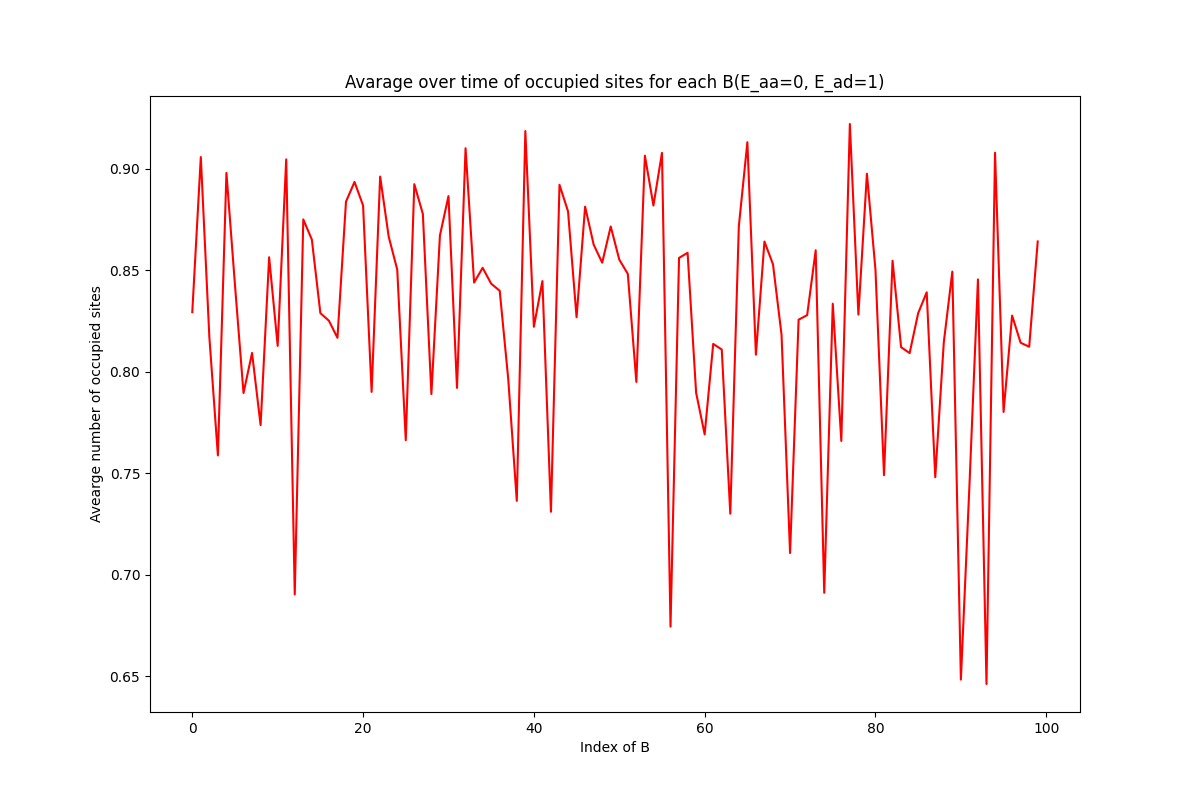 Avarage over time of occupied sites for each B(E_aa=0, E_ad=1)
0.90
0.85
0.80
0.75
0.70
0.65
Avearge number of occupied sites
0 20 40 60 80 100
Index of B